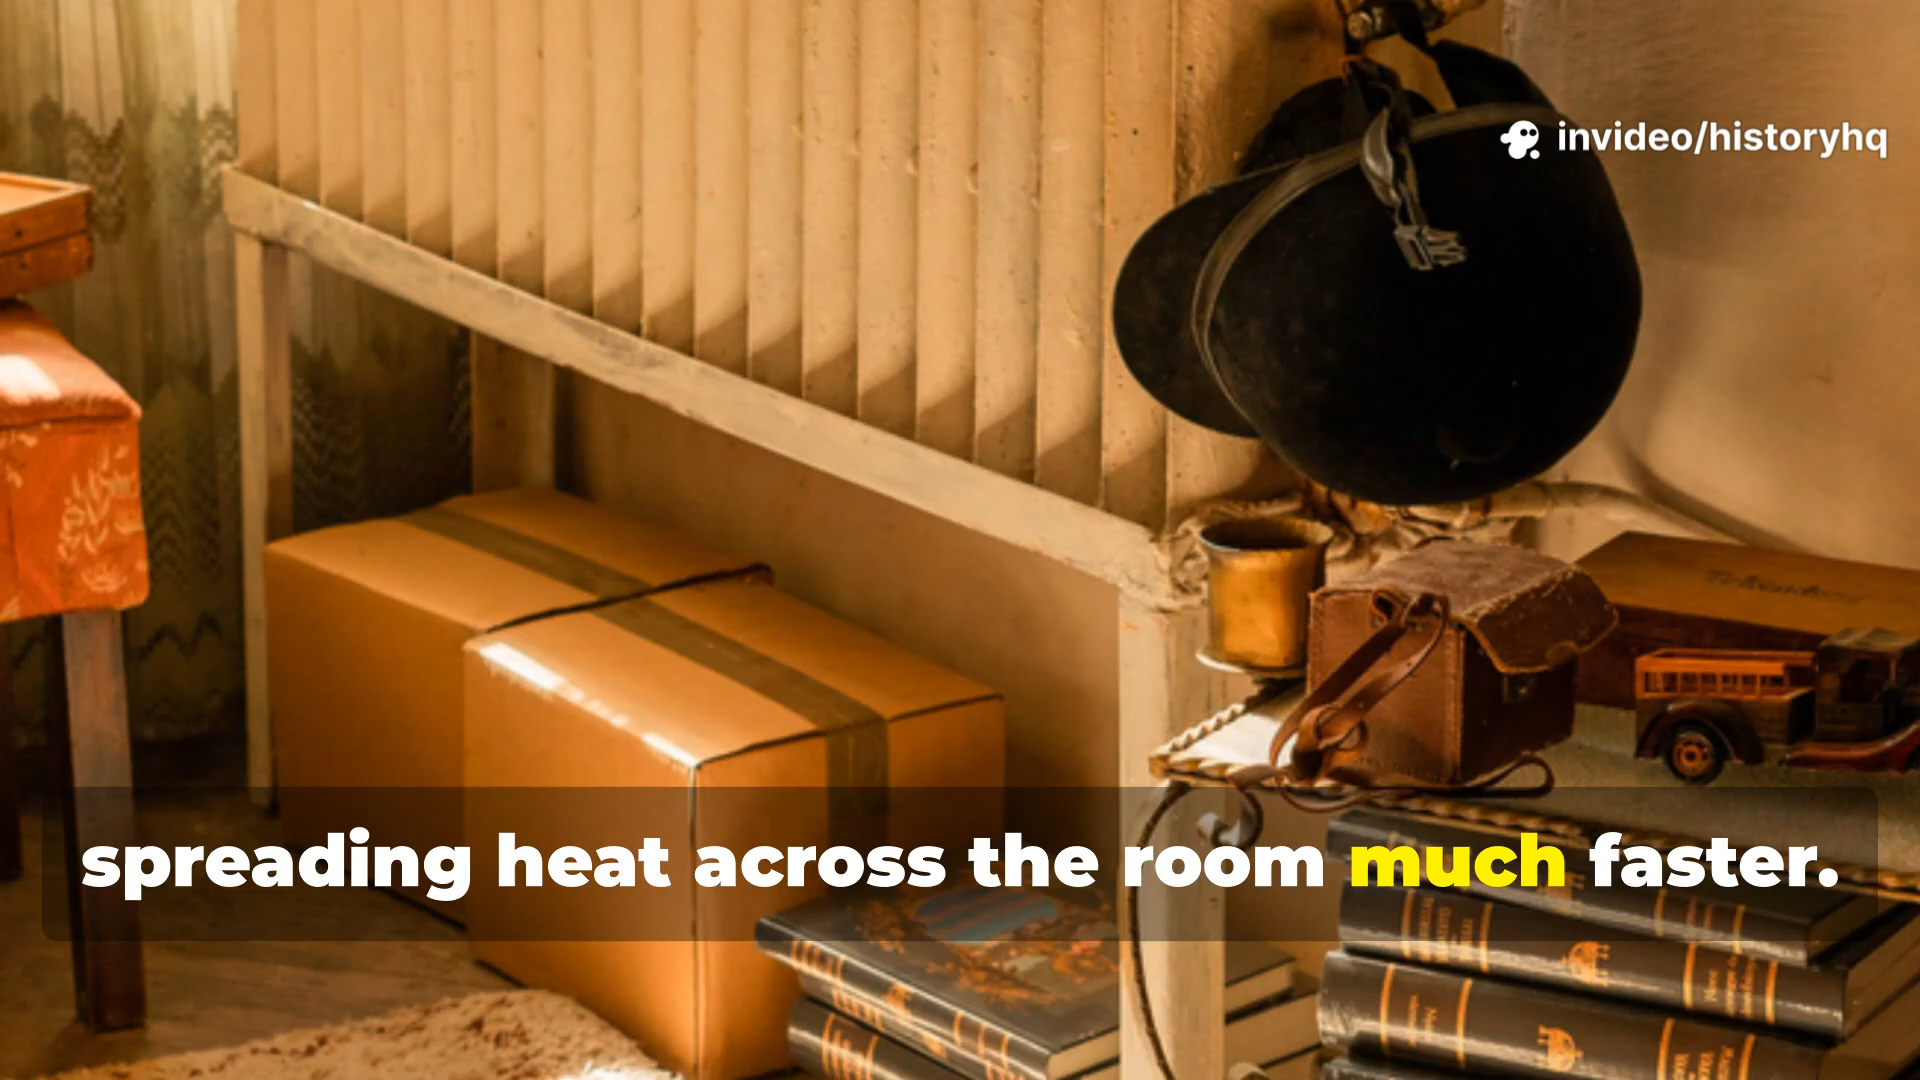 invideo/historyhq
spreading heat across the room much faster.